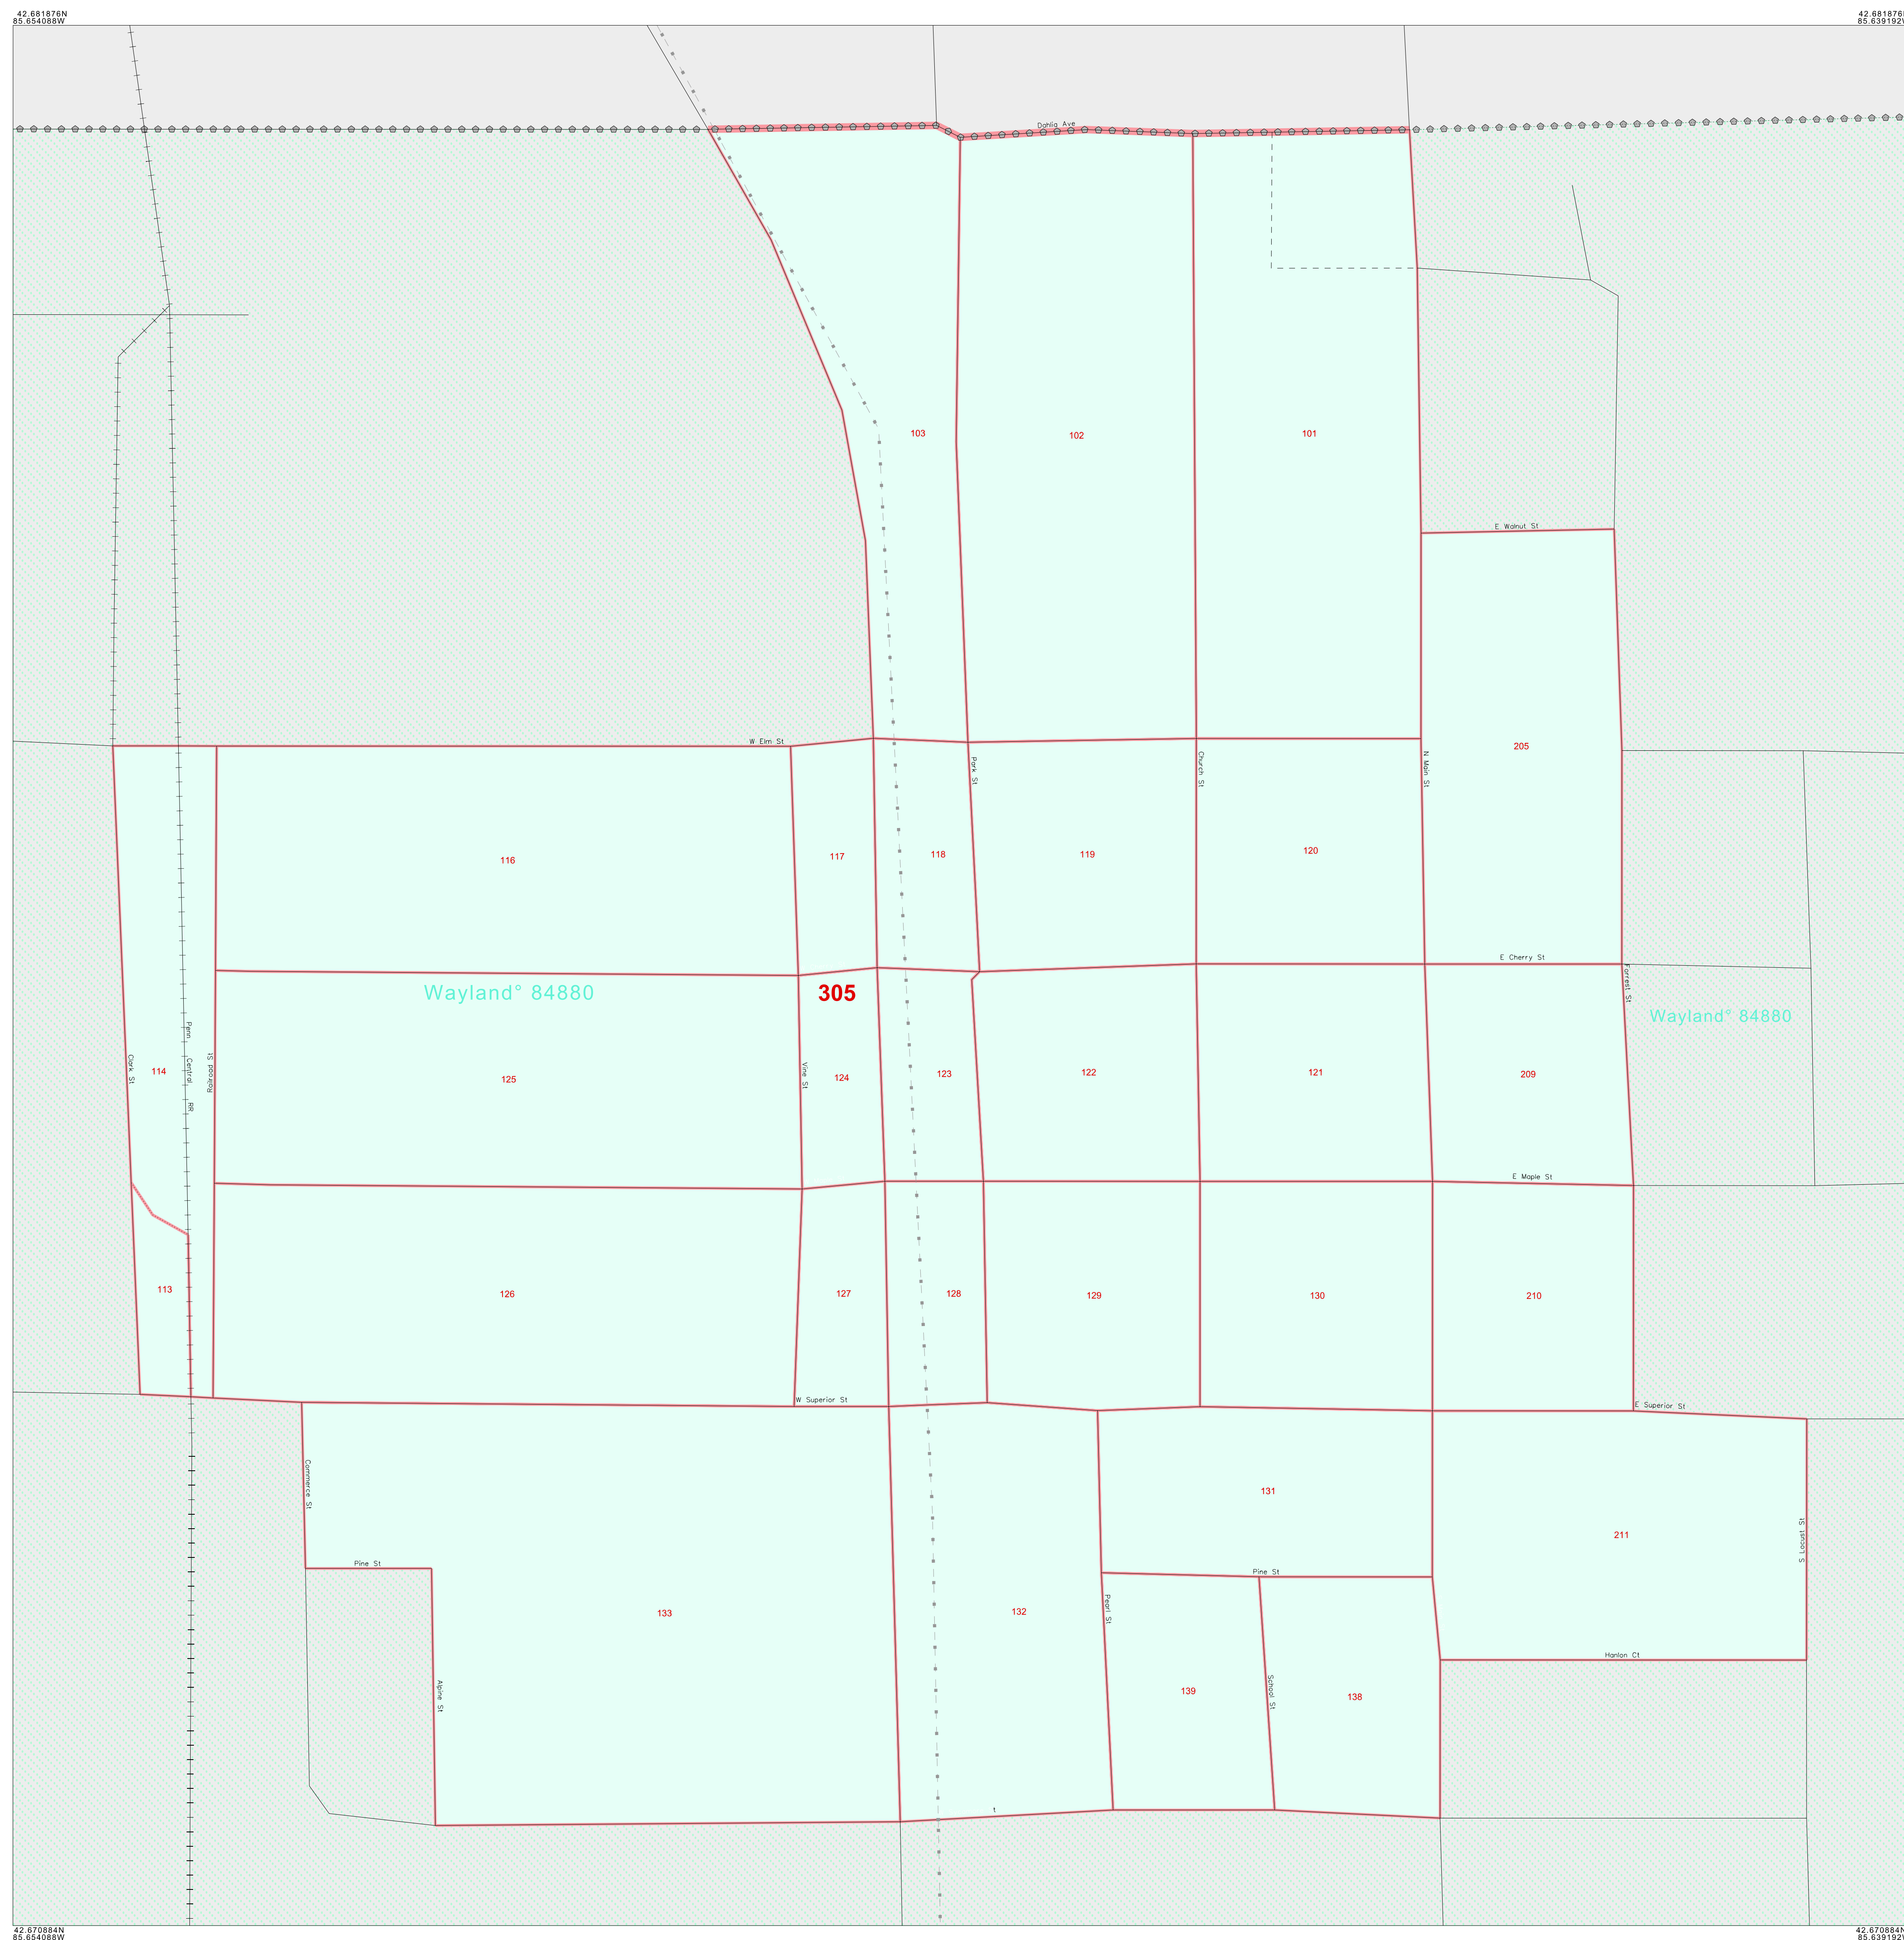 42.681876N
85.654088W
42.681876N
85.639192W
Dahlia Ave
103
102
101
E Walnut St
W Elm St
205
Park St
Church St
N Main St
116
117
118
119
120
E Cherry St
Wayland° 84880
305
Forrest St
Wayland° 84880
Penn Central RR
Clark St
114
Railroad St
125
Vine St
124
123
122
121
209
E Maple St
113
126
127
128
129
130
210
W Superior St
E Superior St
Commerce St
131
211
S Locust St
Pine St
Pine St
133
132
Pearl St
Hanlon Ct
Alpine St
139
School St
138
t
42.670884N
85.654088W
42.670884N
85.639192W